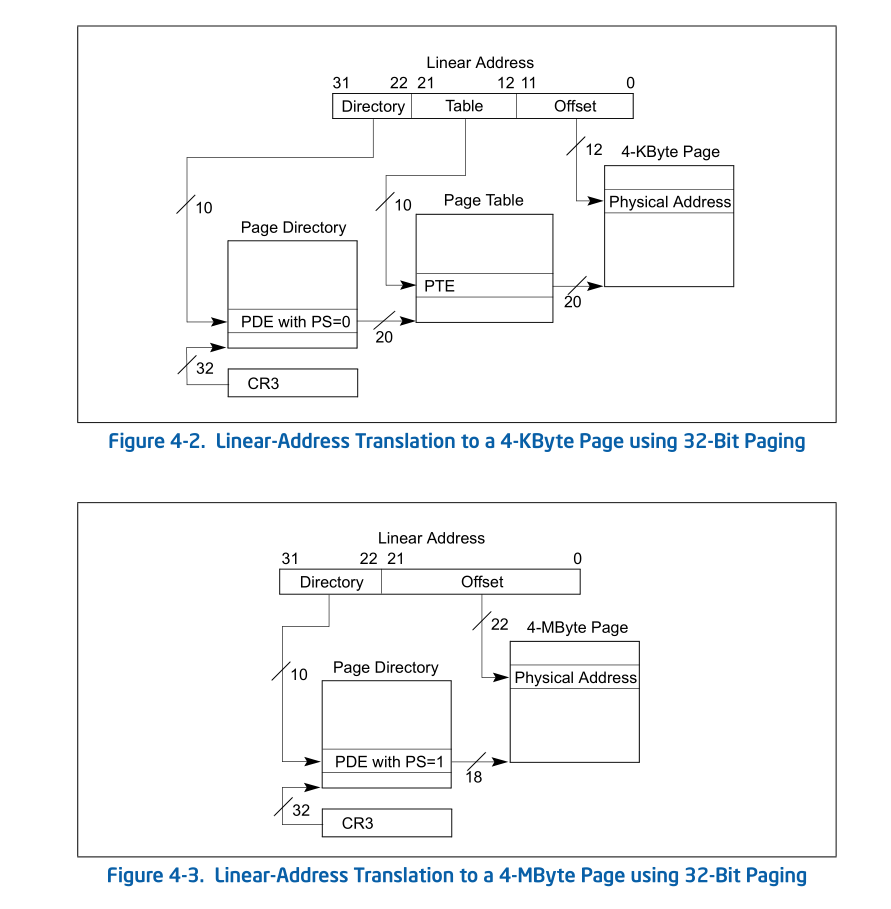 Linear Address
31 22 21 12 11 0
Directory Table Offset
12
4-KByte Page
Physical Address
10
10
Page Table
Page Directory
PTE
20
PDE with PS=0
20
32
CR3
Figure 4-2. Linear-Address Translation to a 4-KByte Page using 32-Bit Paging
Linear Address
31 22 21 0
Directory Offset
22
4-MByte Page
10
Page Directory
Physical Address
PDE with PS=1
18
32
CR3
Figure 4-3. Linear-Address Translation to a 4-MByte Page using 32-Bit Paging